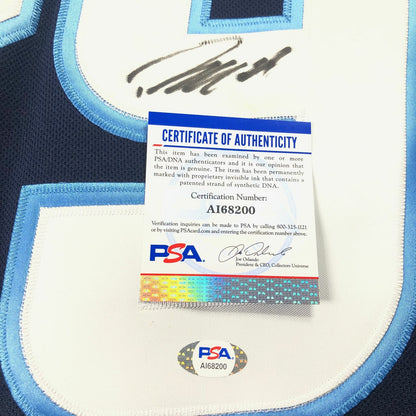 CERTIFICATE OF AUTHENTICITY
This item has been examined by one or more
PSA/DNA authenticators and it is our opinion that
the item is genuine. The item has been permanently
marked with proprietary invisible ink that contains a
patented strand of synthetic DNA.
Certification Number:
AI68200
Verification inquiries can be made to PSA by calling 800-325-1121
or by visiting PSAcard.com and entering the certification number above.
PSA
Joe Orlando
President & CEO, Collectors Universe
PSA
AI68200